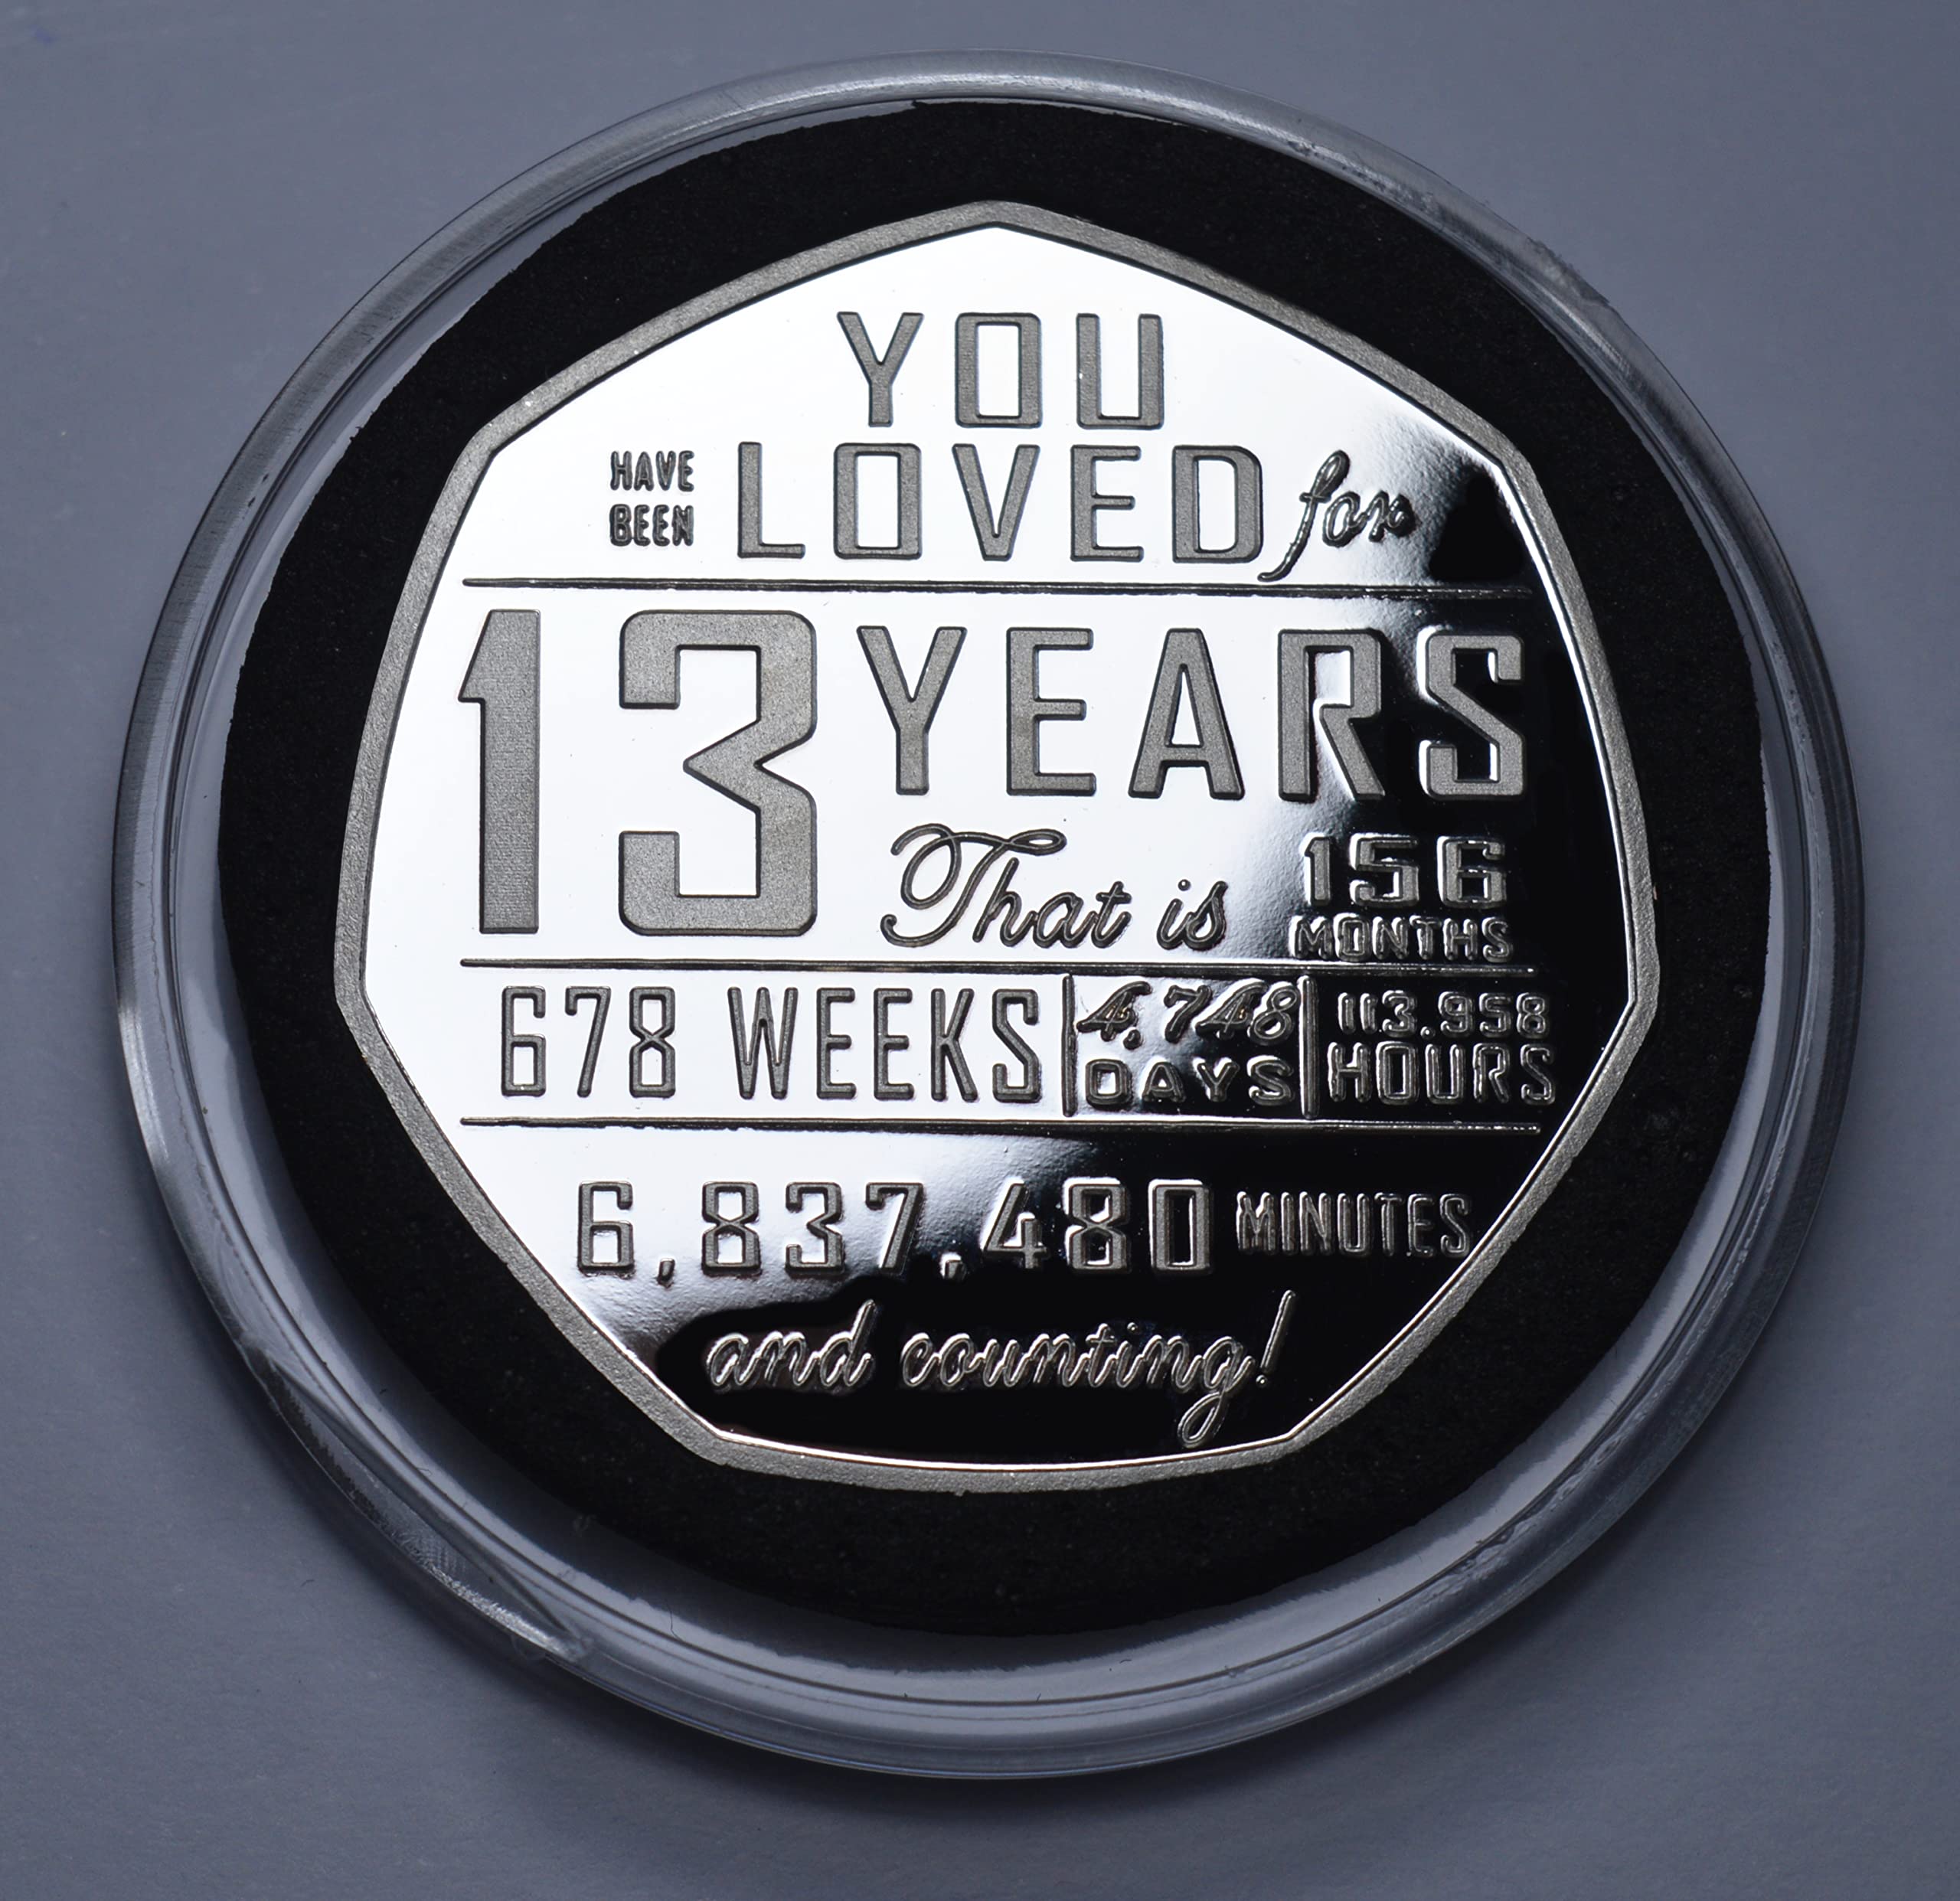 YOU
HAVE BEEN LOVED for
13 YEARS
That is 156 MONTHS
678 WEEKS 4,748 DAYS 113.958 HOURS
6,837,480 MINUTES
and counting!